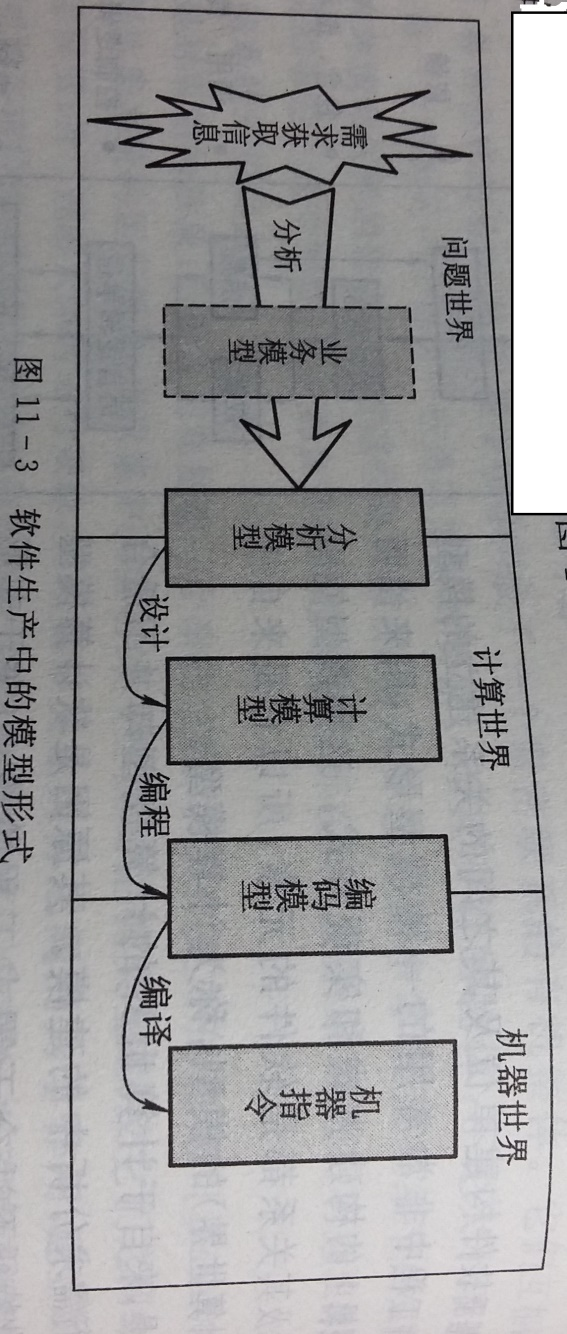 问题世界
计算世界
机器世界
需求获取信息
分析
业务模型
分析模型
设计
计算模型
编程
编码模型
编译
机器指令
图 11-3 软件生产中的模型形式